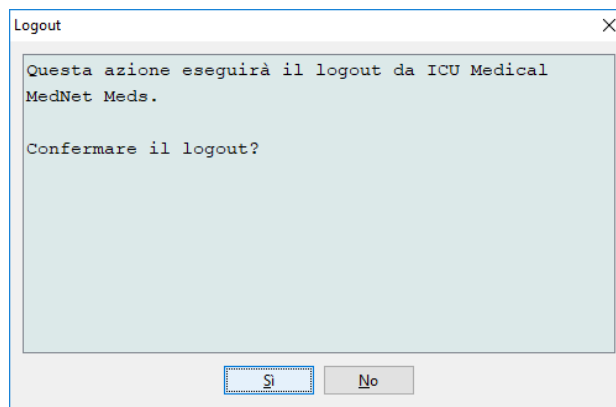 Logout
Questa azione eseguirà il logout da ICU Medical
MedNet Meds.
Confermare il logout?
Sì
No